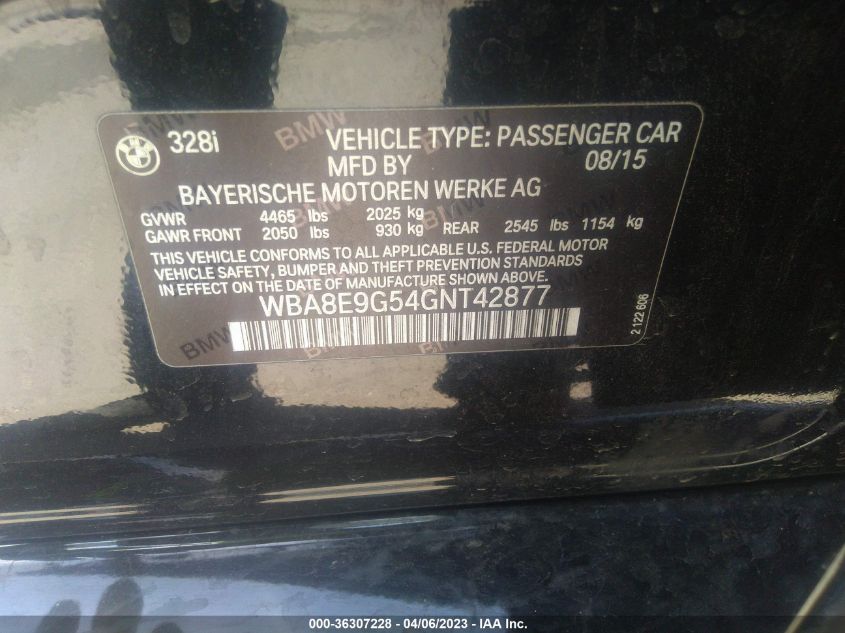 BMW
328i
VEHICLE TYPE: PASSENGER CAR
MFD BY 08/15
BAYERISCHE MOTOREN WERKE AG
GVWR 4465 lbs 2025 kg
GAWR FRONT 2050 lbs 930 kg REAR 2545 lbs 1154 kg
THIS VEHICLE CONFORMS TO ALL APPLICABLE U.S. FEDERAL MOTOR
VEHICLE SAFETY, BUMPER AND THEFT PREVENTION STANDARDS
IN EFFECT ON THE DATE OF MANUFACTURE SHOWN ABOVE.
WBA8E9G54GNT42877
2 122 606
BMW
000-36307228 - 04/06/2023 - IAA Inc.